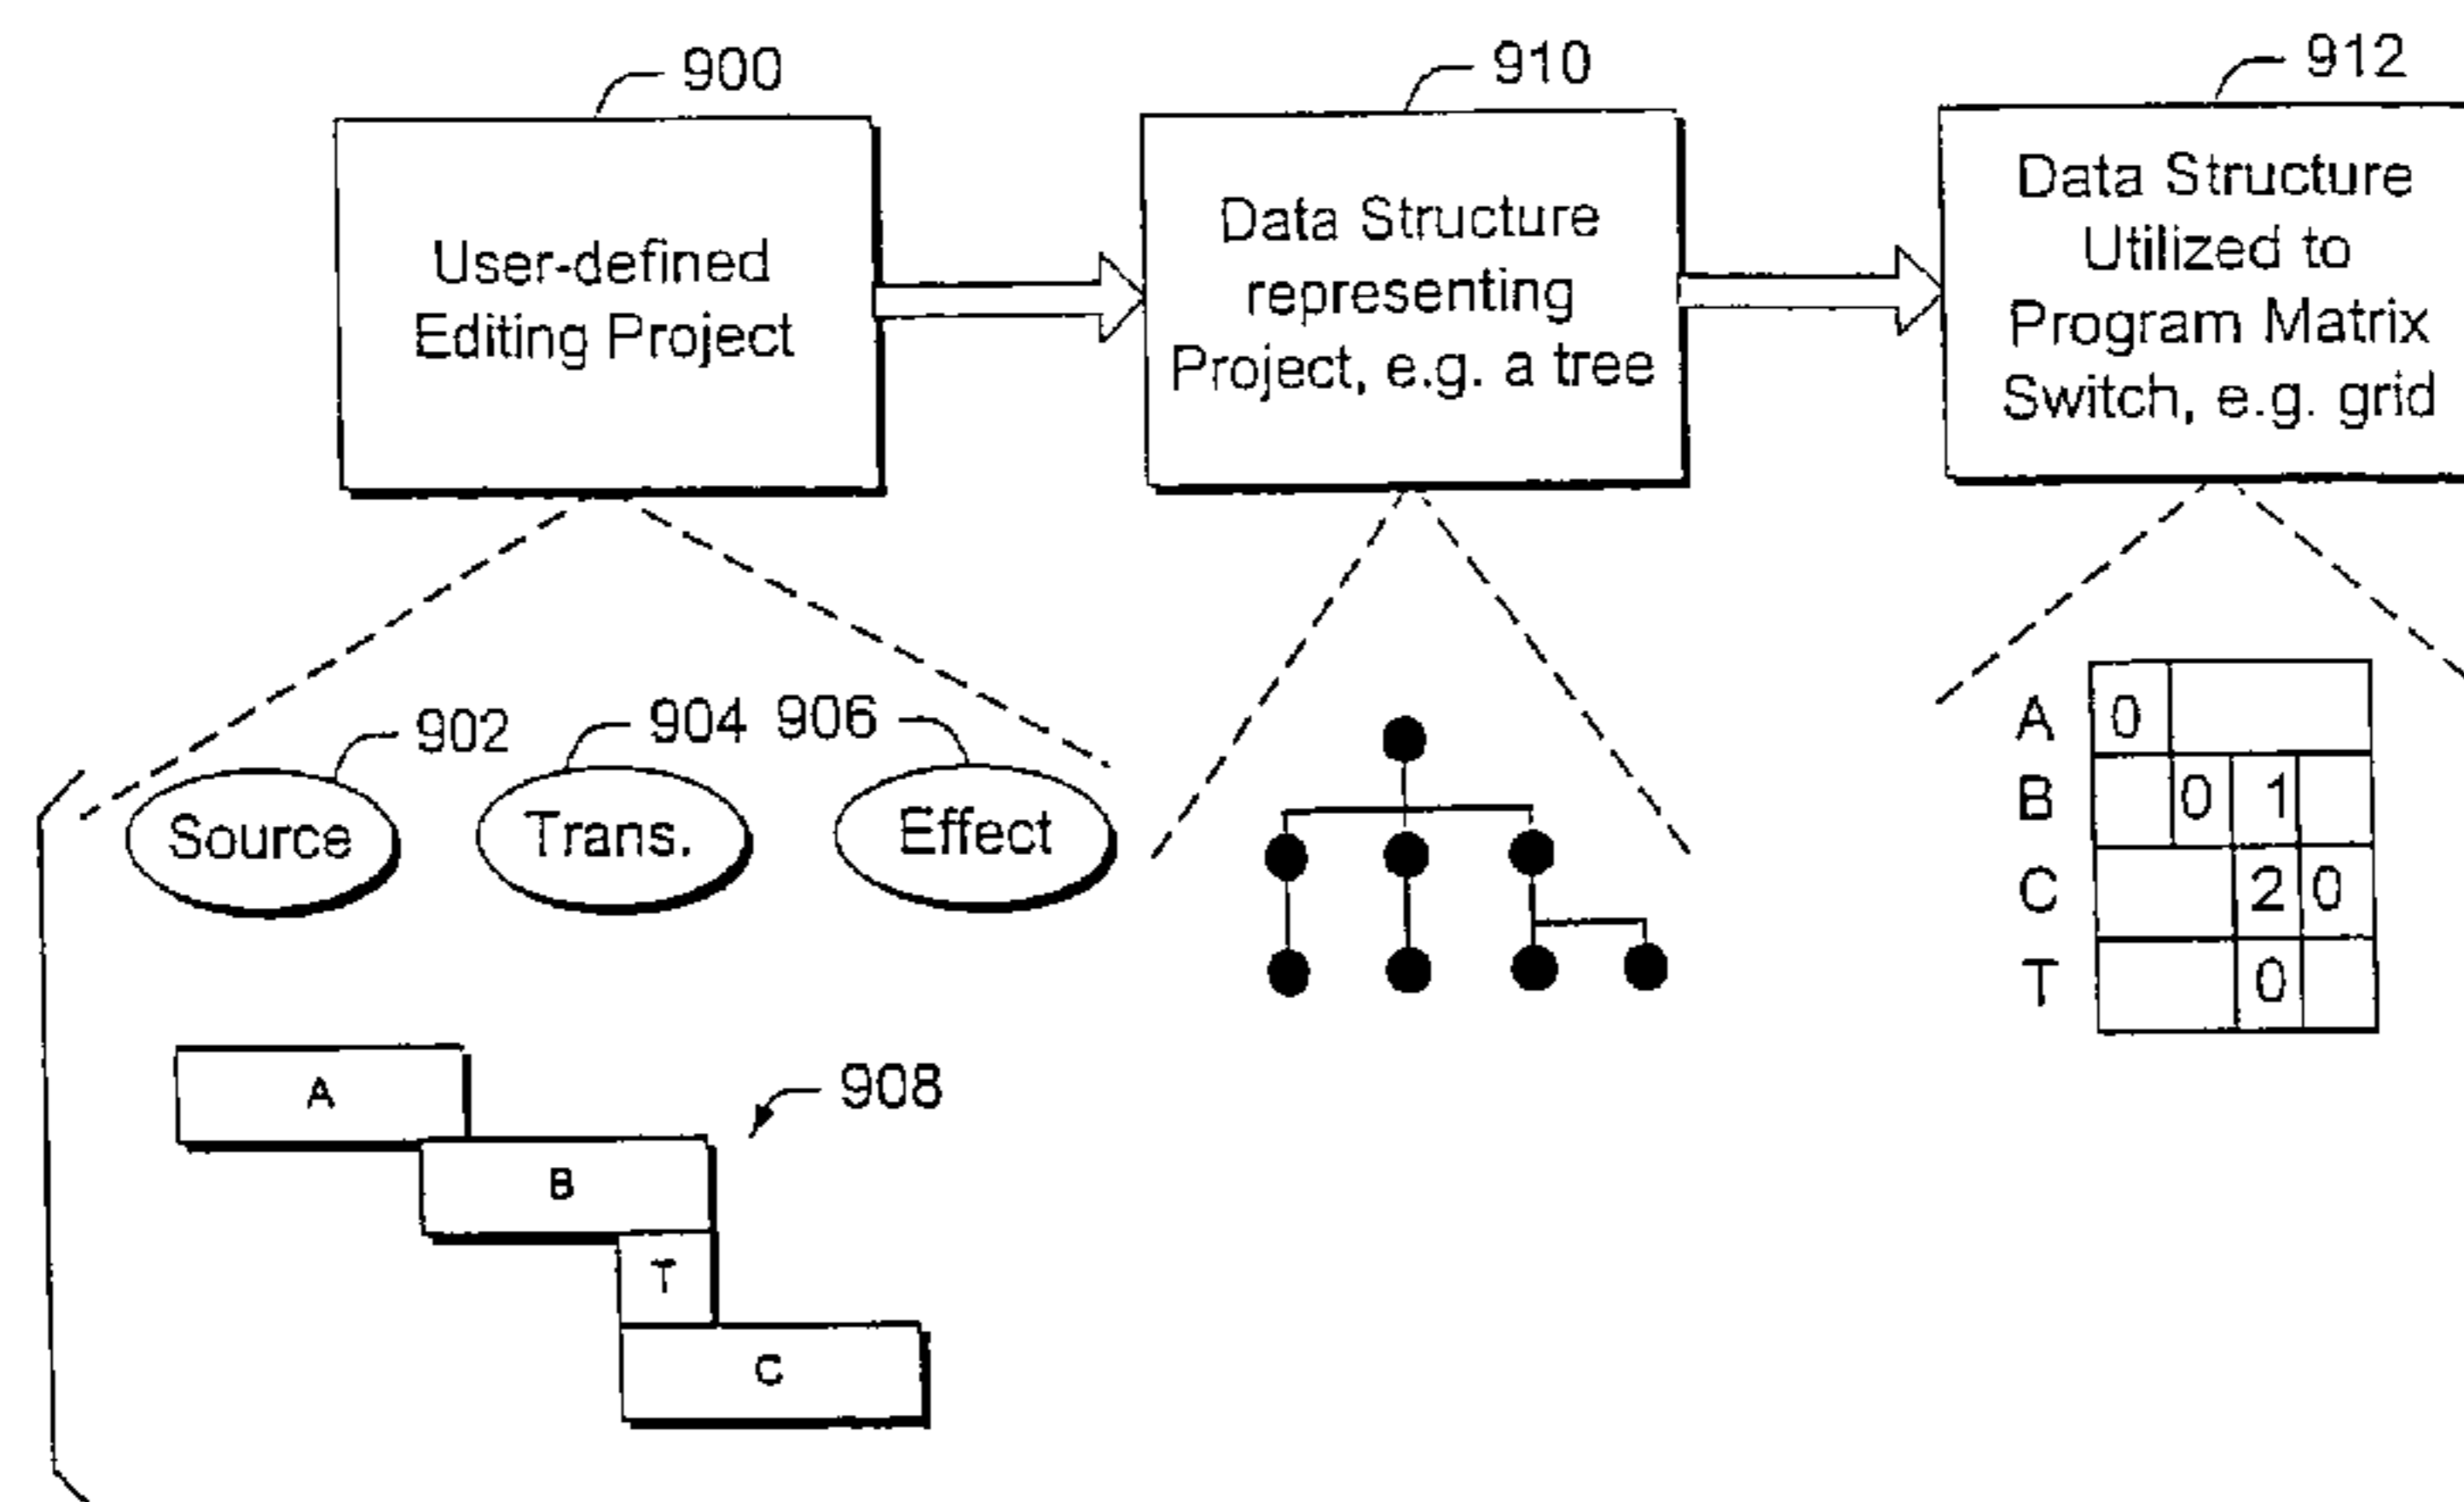 900
910
912
User-defined
Editing Project
Data Structure
representing
Project, e.g. a tree
Data Structure
Utilized to
Program Matrix
Switch, e.g. grid
902
904
906
Source
Trans.
Effect
A 0
B 0 1
C 2 0
T 0
A
908
B
T
C